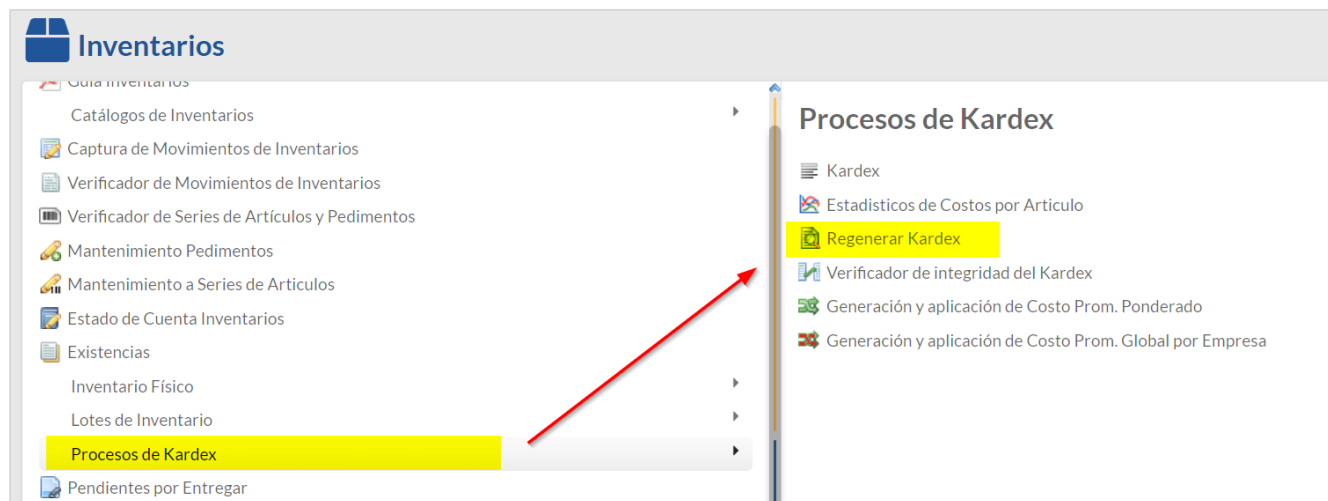 Inventarios
Guía Inventarios
Catálogos de Inventarios
Captura de Movimientos de Inventarios
Verificador de Movimientos de Inventarios
Verificador de Series de Artículos y Pedimentos
Mantenimiento Pedimentos
Mantenimiento a Series de Articulos
Estado de Cuenta Inventarios
Existencias
Inventario Físico
Lotes de Inventario
Procesos de Kardex
Pendientes por Entregar
Procesos de Kardex
Kardex
Estadisticos de Costos por Articulo
Regenerar Kardex
Verificador de integridad del Kardex
Generación y aplicación de Costo Prom. Ponderado
Generación y aplicación de Costo Prom. Global por Empresa